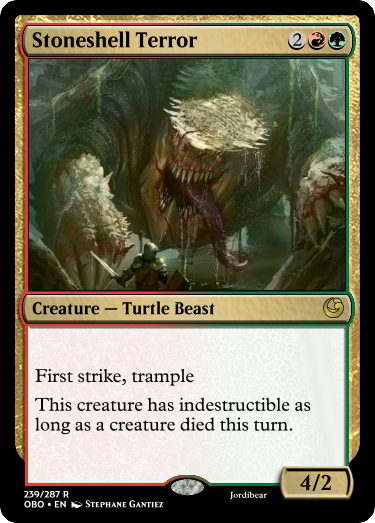 Stoneshell Terror 2
Creature — Turtle Beast
First strike, trample
This creature has indestructible as
long as a creature died this turn.
4/2
239/287 R
OBO • EN Stephane Gantiez
Jordibear